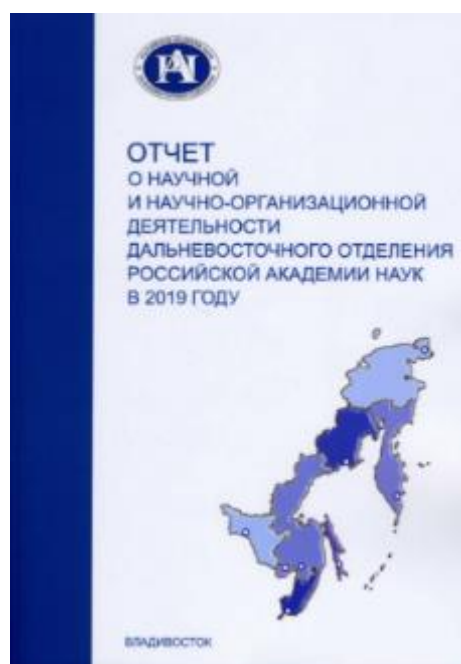 ОТЧЕТ
О НАУЧНОЙ
И НАУЧНО-ОРГАНИЗАЦИОННОЙ
ДЕЯТЕЛЬНОСТИ
ДАЛЬНЕВОСТОЧНОГО ОТДЕЛЕНИЯ
РОССИЙСКОЙ АКАДЕМИИ НАУК
В 2019 ГОДУ
ВЛАДИВОСТОК